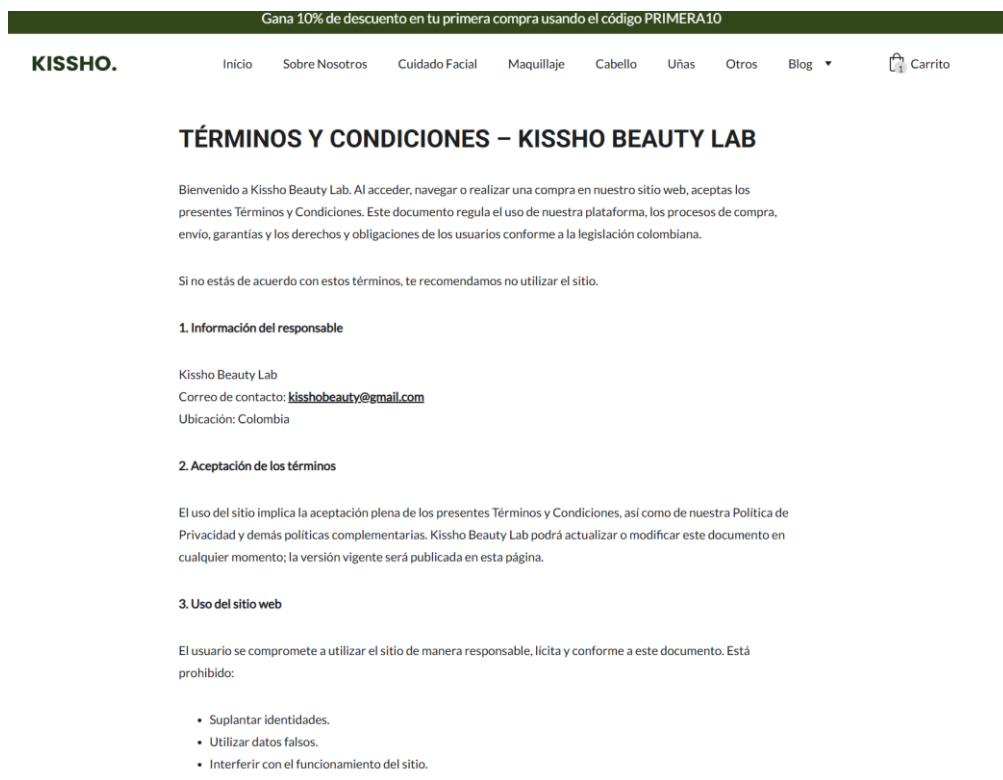 Gana 10% de descuento en tu primera compra usando el código PRIMERA10
KISSHO.
Início
Sobre Nosotros
Cuidado Facial
Maquillaje
Cabello
Uñas
Otros
Blog
1
Carrito
TÉRMINOS Y CONDICIONES – KISSHO BEAUTY LAB
Bienvenido a Kissho Beauty Lab. Al acceder, navegar o realizar una compra en nuestro sitio web, aceptas los
presentes Términos y Condiciones. Este documento regula el uso de nuestra plataforma, los procesos de compra,
envío, garantías y los derechos y obligaciones de los usuarios conforme a la legislación colombiana.
Si no estás de acuerdo con estos términos, te recomendamos no utilizar el sitio.
1. Información del responsable
Kissho Beauty Lab
Correo de contacto: kisshobeauty@gmail.com
Ubicación: Colombia
2. Aceptación de los términos
El uso del sitio implica la aceptación plena de los presentes Términos y Condiciones, así como de nuestra Política de
Privacidad y demás políticas complementarias. Kissho Beauty Lab podrá actualizar o modificar este documento en
cualquier momento; la versión vigente será publicada en esta página.
3. Uso del sitio web
El usuario se compromete a utilizar el sitio de manera responsable, lícita y conforme a este documento. Está
prohibido:
• Suplantar identidades.
• Utilizar datos falsos.
• Interferir con el funcionamiento del sitio.